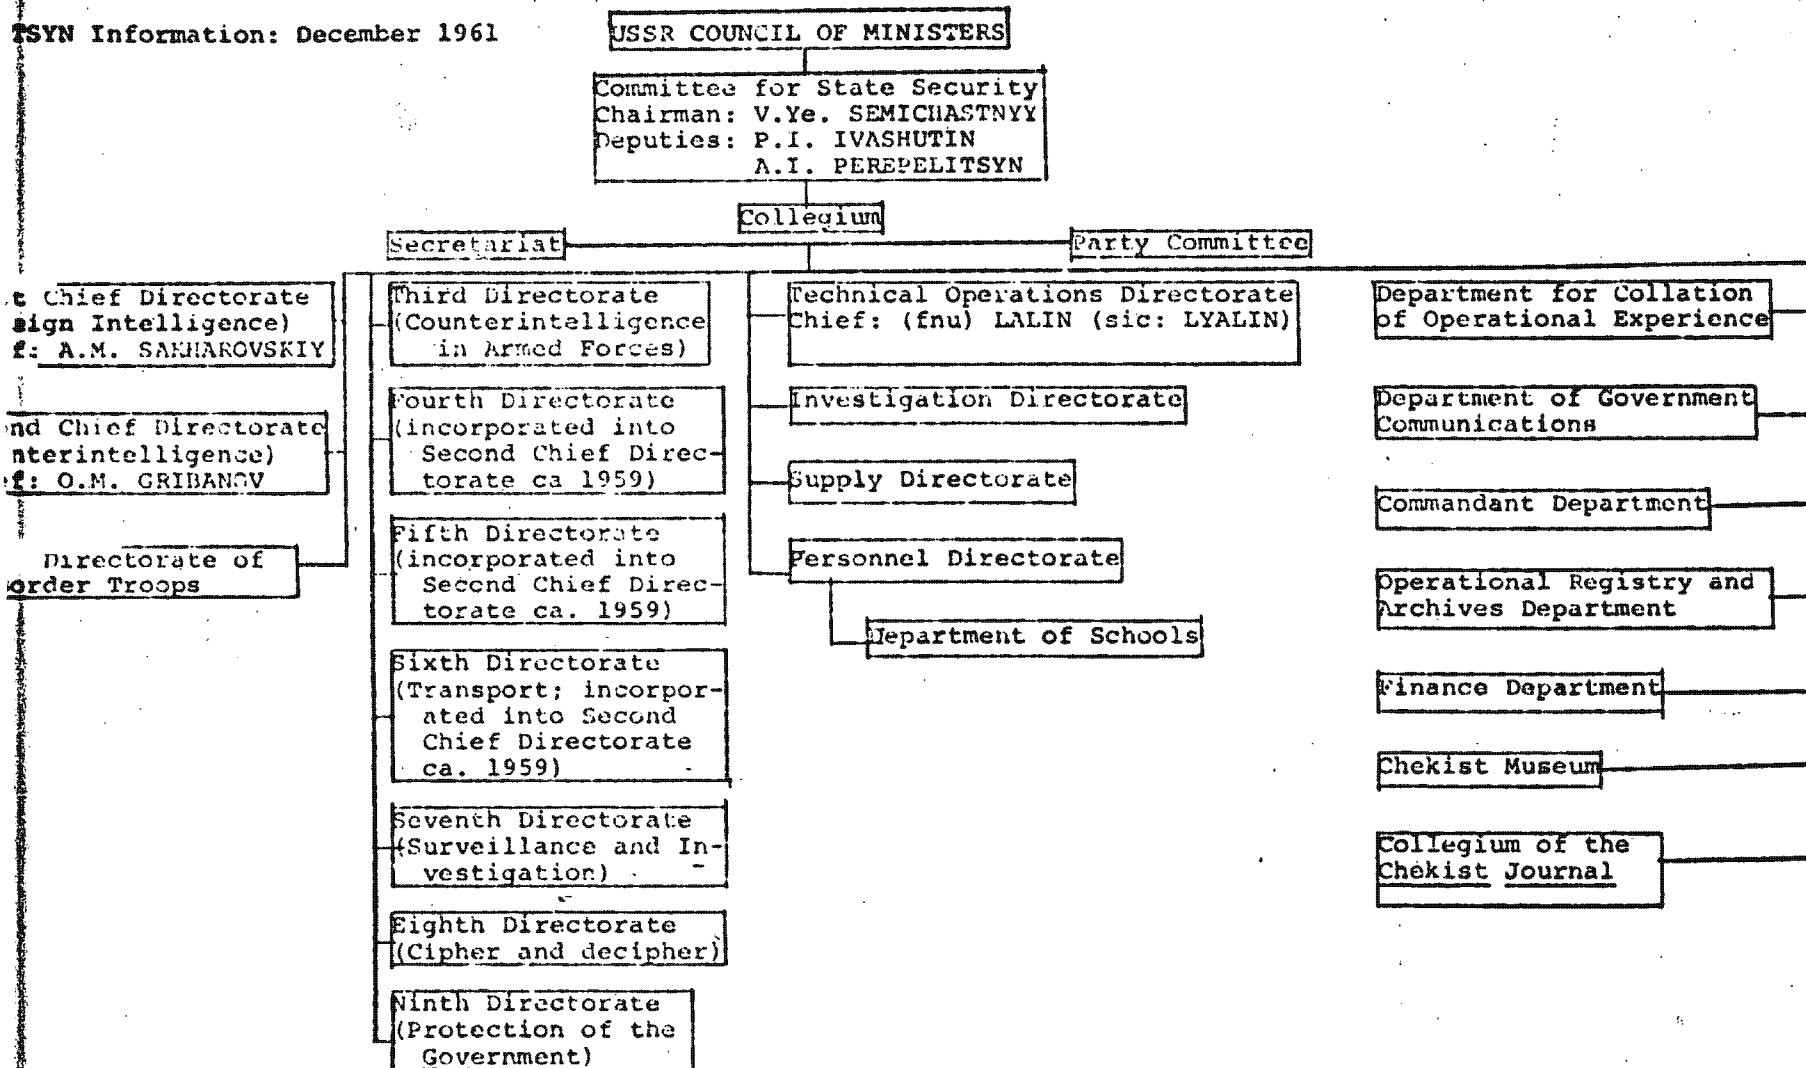 TSYN Information: December 1961
USSR COUNCIL OF MINISTERS
Committee for State Security
Chairman: V.Ye. SEMICHASTNYY
Deputies: P.I. IVASHUTIN
A.I. PEREPELITSYN
Collegium
Secretariat
Party Committee
t Chief Directorate
eign Intelligence)
f: A.M. SAKHAROVSKIY
nd Chief Directorate
nterintelligence)
ef: O.M. GRIBANOV
Directorate of
order Troops
Third Directorate
(Counterintelligence
in Armed Forces)
Fourth Directorate
(incorporated into
Second Chief Direc-
torate ca 1959)
Fifth Directorate
(incorporated into
Second Chief Direc-
torate ca. 1959)
Sixth Directorate
(Transport; incorpor-
ated into Second
Chief Directorate
ca. 1959)
Seventh Directorate
(Surveillance and In-
vestigation)
Eighth Directorate
(Cipher and decipher)
Ninth Directorate
(Protection of the
Government)
Technical Operations Directorate
Chief: (fnu) LALIN (sic: LYALIN)
Investigation Directorate
Supply Directorate
Personnel Directorate
Department of Schools
Department for Collation
of Operational Experience
Department of Government
Communications
Commandant Department
Operational Registry and
Archives Department
Finance Department
Chekist Museum
Collegium of the
Chekist Journal